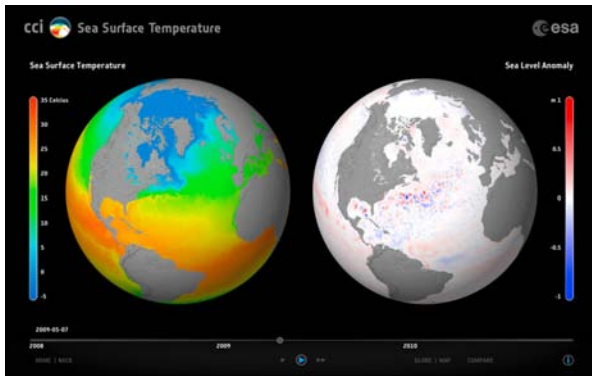 cci Sea Surface Temperature
esa
Sea Surface Temperature
Sea Level Anomaly
35 Celcius
30
25
20
15
10
5
0
-5
m 1
0.5
0
-0.5
-1
2009-05-07
2008
2009
2010
HOME | BACK
GLOBE | MAP
COMPARE
i